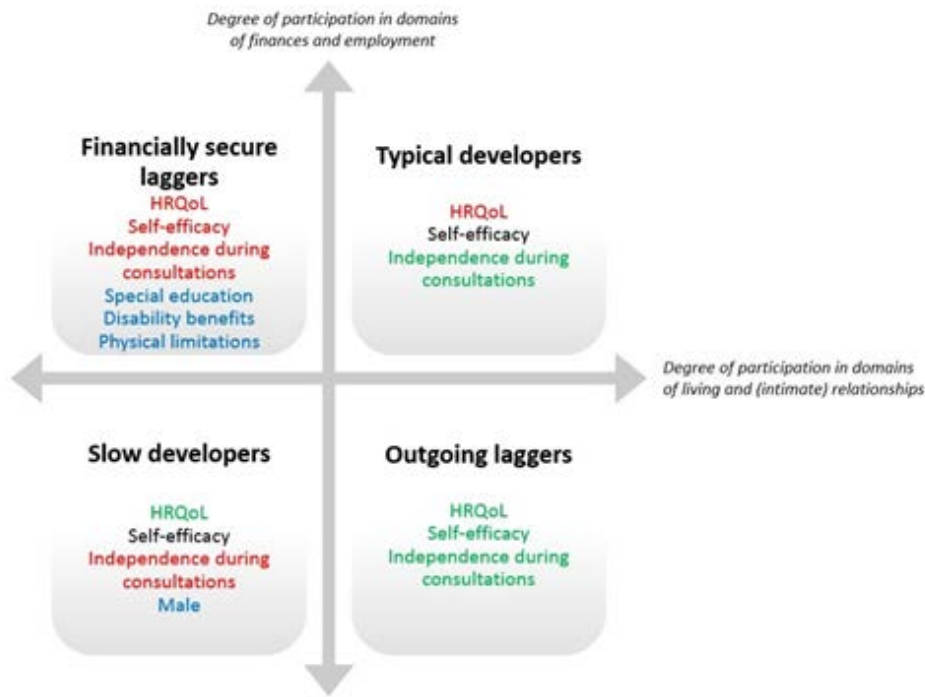 Degree of participation in domains
of finances and employment
Financially secure
laggers
HRQoL
Self-efficacy
Independence during
consultations
Special education
Disability benefits
Physical limitations
Typical developers
HRQoL
Self-efficacy
Independence during
consultations
Degree of participation in domains
of living and (intimate) relationships
Slow developers
HRQoL
Self-efficacy
Independence during
consultations
Male
Outgoing laggers
HRQoL
Self-efficacy
Independence during
consultations